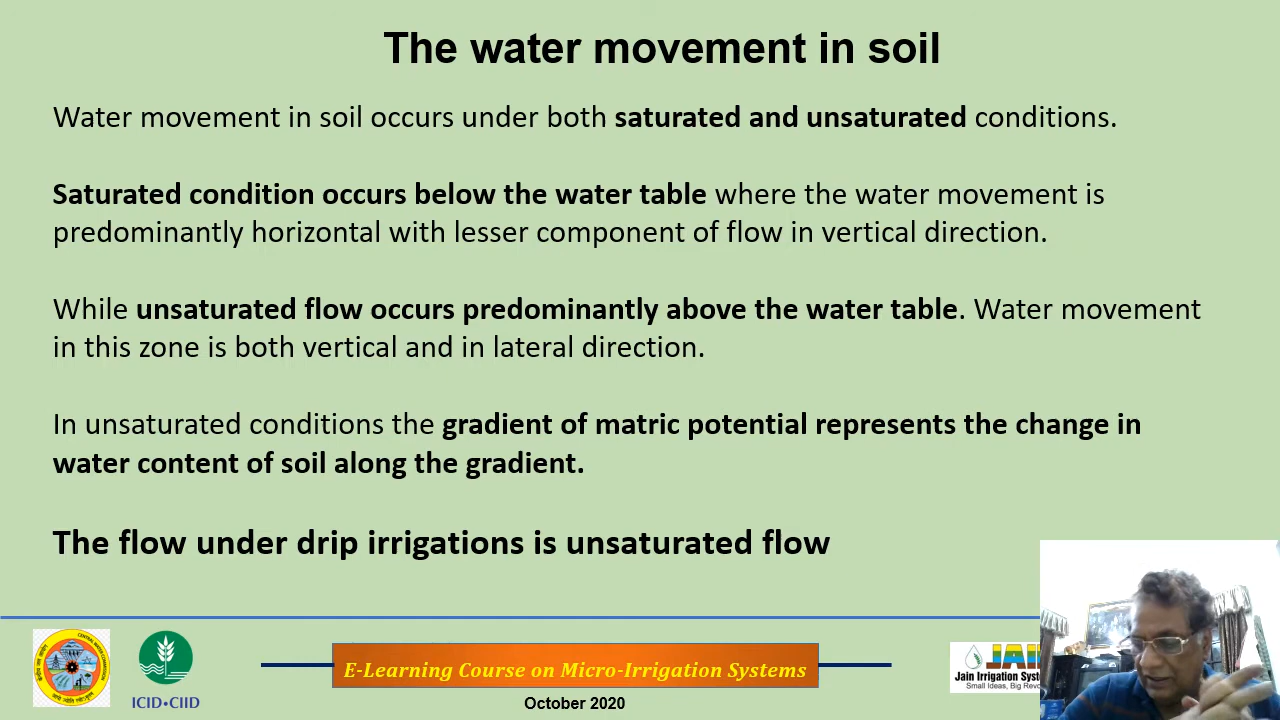 The water movement in soil
Water movement in soil occurs under both saturated and unsaturated conditions.
Saturated condition occurs below the water table where the water movement is
predominantly horizontal with lesser component of flow in vertical direction.
While unsaturated flow occurs predominantly above the water table. Water movement
in this zone is both vertical and in lateral direction.
In unsaturated conditions the gradient of matric potential represents the change in
water content of soil along the gradient.
The flow under drip irrigations is unsaturated flow
E-Learning Course on Micro-Irrigation Systems
October 2020
ICID•CIID
JAI
Jain Irrigation Syst
Small Ideas, Big Revo